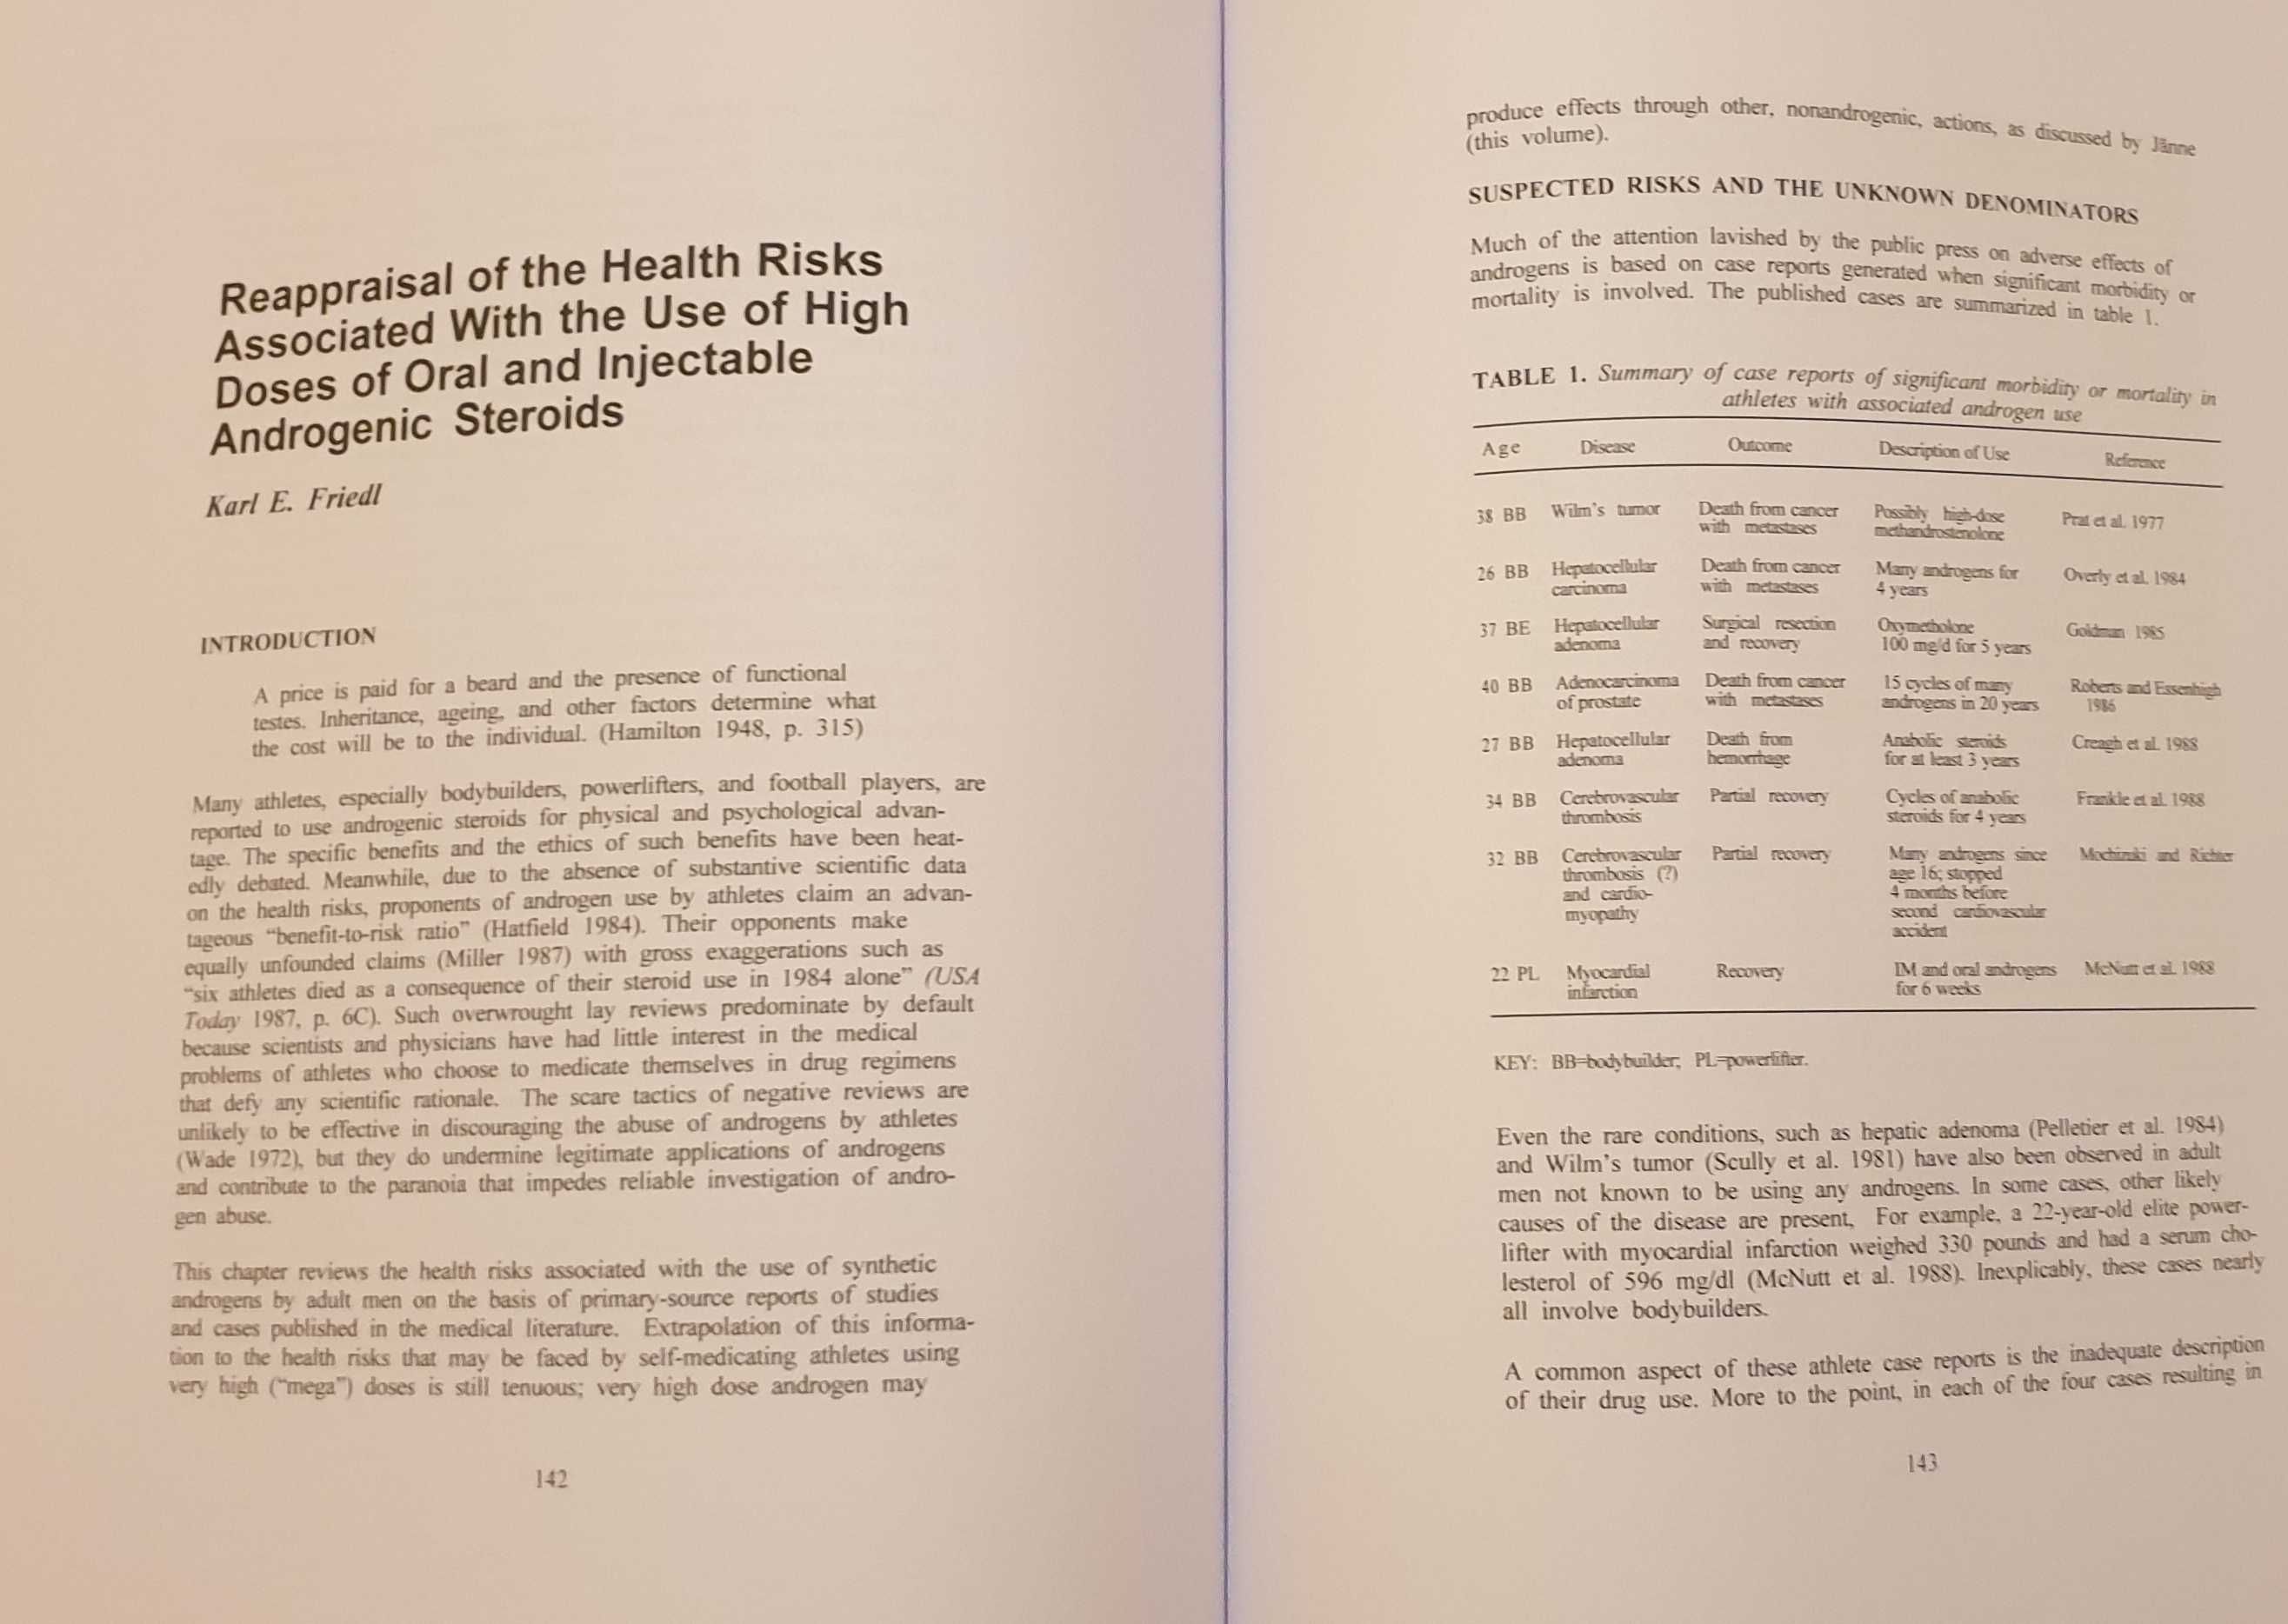 Reappraisal of the Health Risks
Associated With the Use of High
Doses of Oral and Injectable
Androgenic Steroids
Karl E. Friedl
INTRODUCTION
A price is paid for a beard and the presence of functional
testes. Inheritance, ageing, and other factors determine what
the cost will be to the individual. (Hamilton 1948, p. 315)
Many athletes, especially bodybuilders, powerlifters, and football players, are
reported to use androgenic steroids for physical and psychological advan-
tage. The specific benefits and the ethics of such benefits have been heat-
edly debated. Meanwhile, due to the absence of substantive scientific data
on the health risks, proponents of androgen use by athletes claim an advan-
tageous “benefit-to-risk ratio” (Hatfield 1984). Their opponents make
equally unfounded claims (Miller 1987) with gross exaggerations such as
“six athletes died as a consequence of their steroid use in 1984 alone” (USA
Today 1987, p. 6C). Such overwrought lay reviews predominate by default
because scientists and physicians have had little interest in the medical
problems of athletes who choose to medicate themselves in drug regimens
that defy any scientific rationale. The scare tactics of negative reviews are
unlikely to be effective in discouraging the abuse of androgens by athletes
(Wade 1972), but they do undermine legitimate applications of androgens
and contribute to the paranoia that impedes reliable investigation of andro-
gen abuse.
This chapter reviews the health risks associated with the use of synthetic
androgens by adult men on the basis of primary-source reports of studies
and cases published in the medical literature. Extrapolation of this informa-
tion to the health risks that may be faced by self-medicating athletes using
very high (“mega”) doses is still tenuous; very high dose androgen may
142
produce effects through other, nonandrogenic, actions, as discussed by Jänne
(this volume).
SUSPECTED RISKS AND THE UNKNOWN DENOMINATORS
Much of the attention lavished by the public press on adverse effects of
androgens is based on case reports generated when significant morbidity or
mortality is involved. The published cases are summarized in table 1.
TABLE 1. Summary of case reports of significant morbidity or mortality in
athletes with associated androgen use
Age Disease Outcome Description of Use Reference
38 BB Wilm’s tumor Death from cancer Possibly high-dose Prat et al. 1977
with metastases methandrostenolone
26 BB Hepatocellular Death from cancer Many androgens for Overly et al. 1984
carcinoma with metastases 4 years
37 BE Hepatocellular Surgical resection Oxymetholone Goldman 1985
adenoma and recovery 100 mg/d for 5 years
40 BB Adenocarcinoma Death from cancer 15 cycles of many Roberts and Essenhigh
of prostate with metastases androgens in 20 years 1986
27 BB Hepatocellular Death from Anabolic steroids Creagh et al. 1988
adenoma hemorrhage for at least 3 years
34 BB Cerebrovascular Partial recovery Cycles of anabolic Frankle et al. 1988
thrombosis steroids for 4 years
32 BB Cerebrovascular Partial recovery Many androgens since Mochizuki and Richter
thrombosis (?) age 16; stopped
and cardio- 4 months before
myopathy second cardiovascular
accident
22 PL Myocardial Recovery IM and oral androgens McNutt et al. 1988
infarction for 6 weeks
KEY: BB=bodybuilder; PL=powerlifter.
Even the rare conditions, such as hepatic adenoma (Pelletier et al. 1984)
and Wilm’s tumor (Scully et al. 1981) have also been observed in adult
men not known to be using any androgens. In some cases, other likely
causes of the disease are present, For example, a 22-year-old elite power-
lifter with myocardial infarction weighed 330 pounds and had a serum cho-
lesterol of 596 mg/dl (McNutt et al. 1988). Inexplicably, these cases nearly
all involve bodybuilders.
A common aspect of these athlete case reports is the inadequate description
of their drug use. More to the point, in each of the four cases resulting in
143